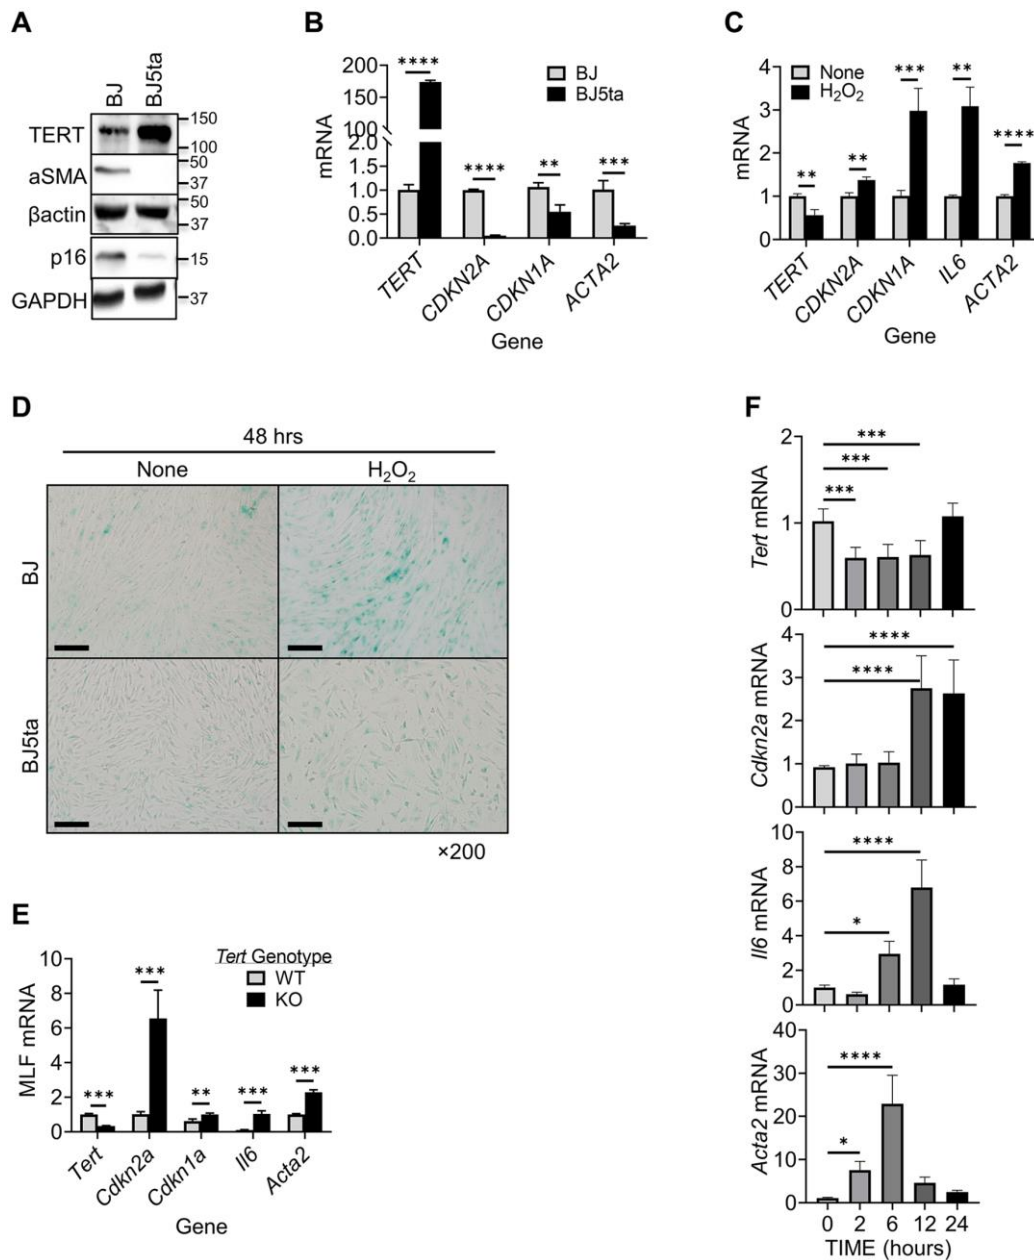 A
BJ
BJ5ta
TERT
150
100
aSMA
50
37
βactin
50
37
p16
15
GAPDH
37
B
mRNA
200
150
100
2.0
1.5
1.0
0.5
0.0
**** **** ** ***
BJ
BJ5ta
TERT
CDKN2A
CDKN1A
ACTA2
Gene
C
mRNA
4
3
2
1
0
None
H₂O₂
** ** *** ** ****
TERT
CDKN2A
CDKN1A
IL6
ACTA2
Gene
D
48 hrs
None H₂O₂
BJ
BJ5ta
×200
E
MLF mRNA
10
8
6
4
2
0
Tert Genotype
WT
KO
*** *** ** *** ***
Tert
Cdkn2a
Cdkn1a
Il6
Acta2
Gene
F
Tert mRNA
2
1
0
***
***
***
Cdkn2a mRNA
4
3
2
1
0
****
****
Il6 mRNA
10
8
6
4
2
0
****
*
Acta2 mRNA
40
30
20
10
0
****
*
0 2 6 12 24
TIME (hours)